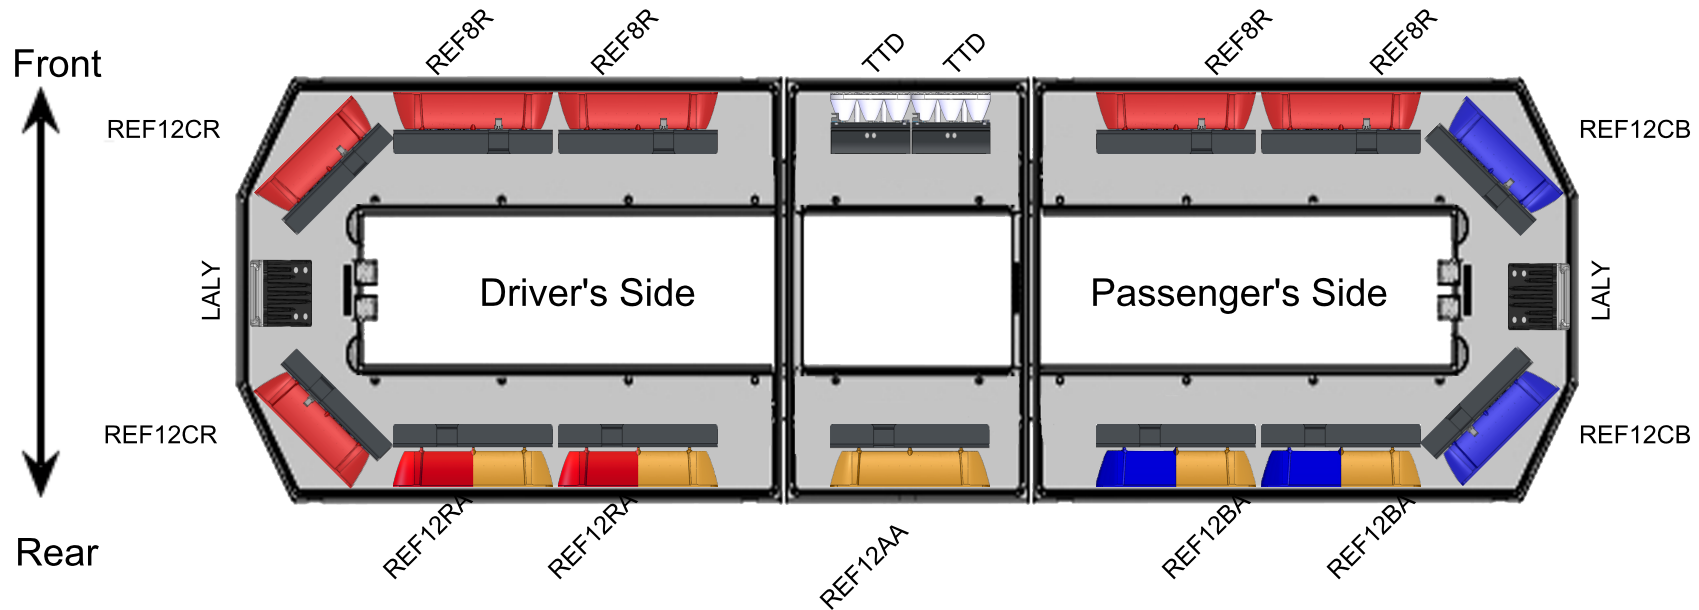 REF8R
REF8R
TTD
TTD
REF8R
REF8R
Front
REF12CR
REF12CB
LALY
Driver's Side
Passenger's Side
LALY
REF12CR
REF12CB
Rear
REF12RA
REF12RA
REF12AA
REF12BA
REF12BA